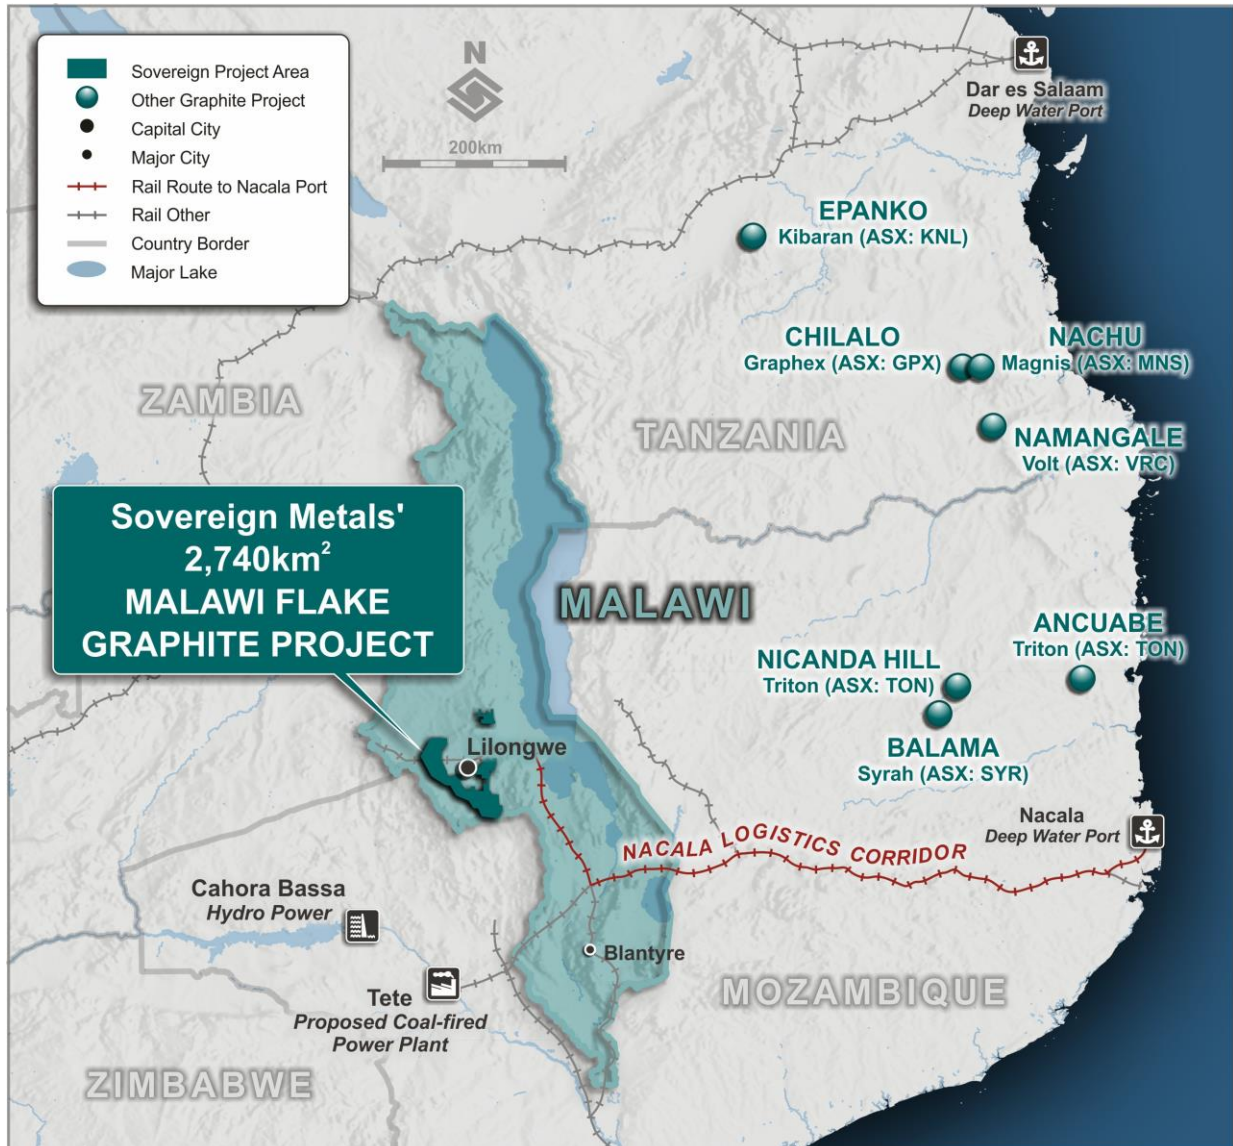 Sovereign Project Area
Other Graphite Project
Capital City
Major City
Rail Route to Nacala Port
Rail Other
Country Border
Major Lake
N
200km
Dar es Salaam
Deep Water Port
EPANKO
Kibaran (ASX: KNL)
CHILALO
Graphex (ASX: GPX)
NACHU
Magnis (ASX: MNS)
ZAMBIA
TANZANIA
NAMANGALE
Volt (ASX: VRC)
Sovereign Metals'
2,740km²
MALAWI FLAKE
GRAPHITE PROJECT
MALAWI
ANCUABE
Triton (ASX: TON)
NICANDA HILL
Triton (ASX: TON)
BALAMA
Syrah (ASX: SYR)
Lilongwe
Nacala
Deep Water Port
NACALA LOGISTICS CORRIDOR
Cahora Bassa
Hydro Power
Blantyre
Tete
Proposed Coal-fired
Power Plant
MOZAMBIQUE
ZIMBABWE